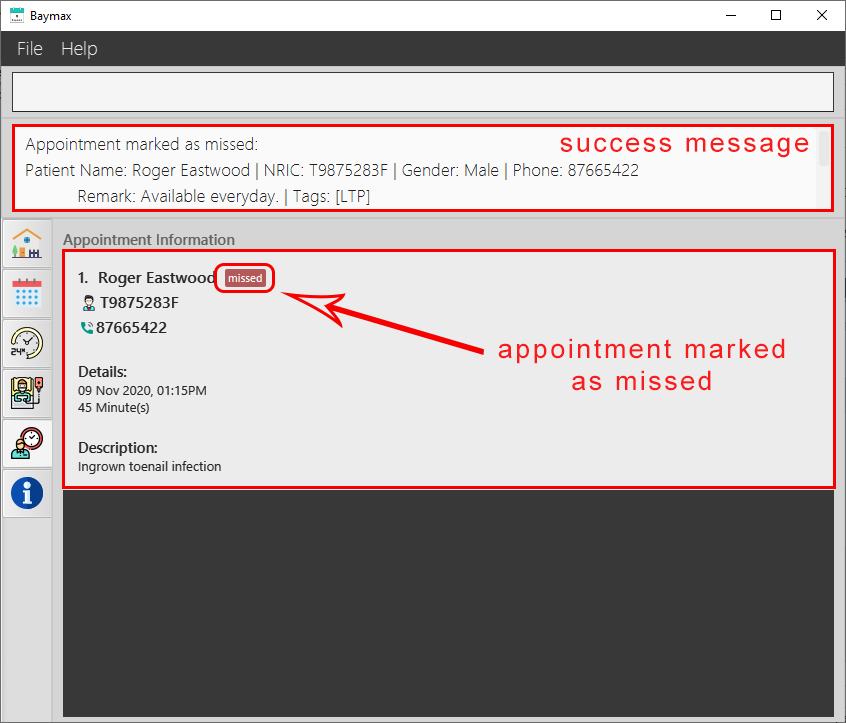 Baymax
File Help
Appointment marked as missed:
success message
Patient Name: Roger Eastwood | NRIC: T9875283F | Gender: Male | Phone: 87665422
Remark: Available everyday. | Tags: [LTP]
Appointment Information
1. Roger Eastwood missed
T9875283F
87665422
appointment marked
as missed
Details:
09 Nov 2020, 01:15PM
45 Minute(s)
Description:
Ingrown toenail infection